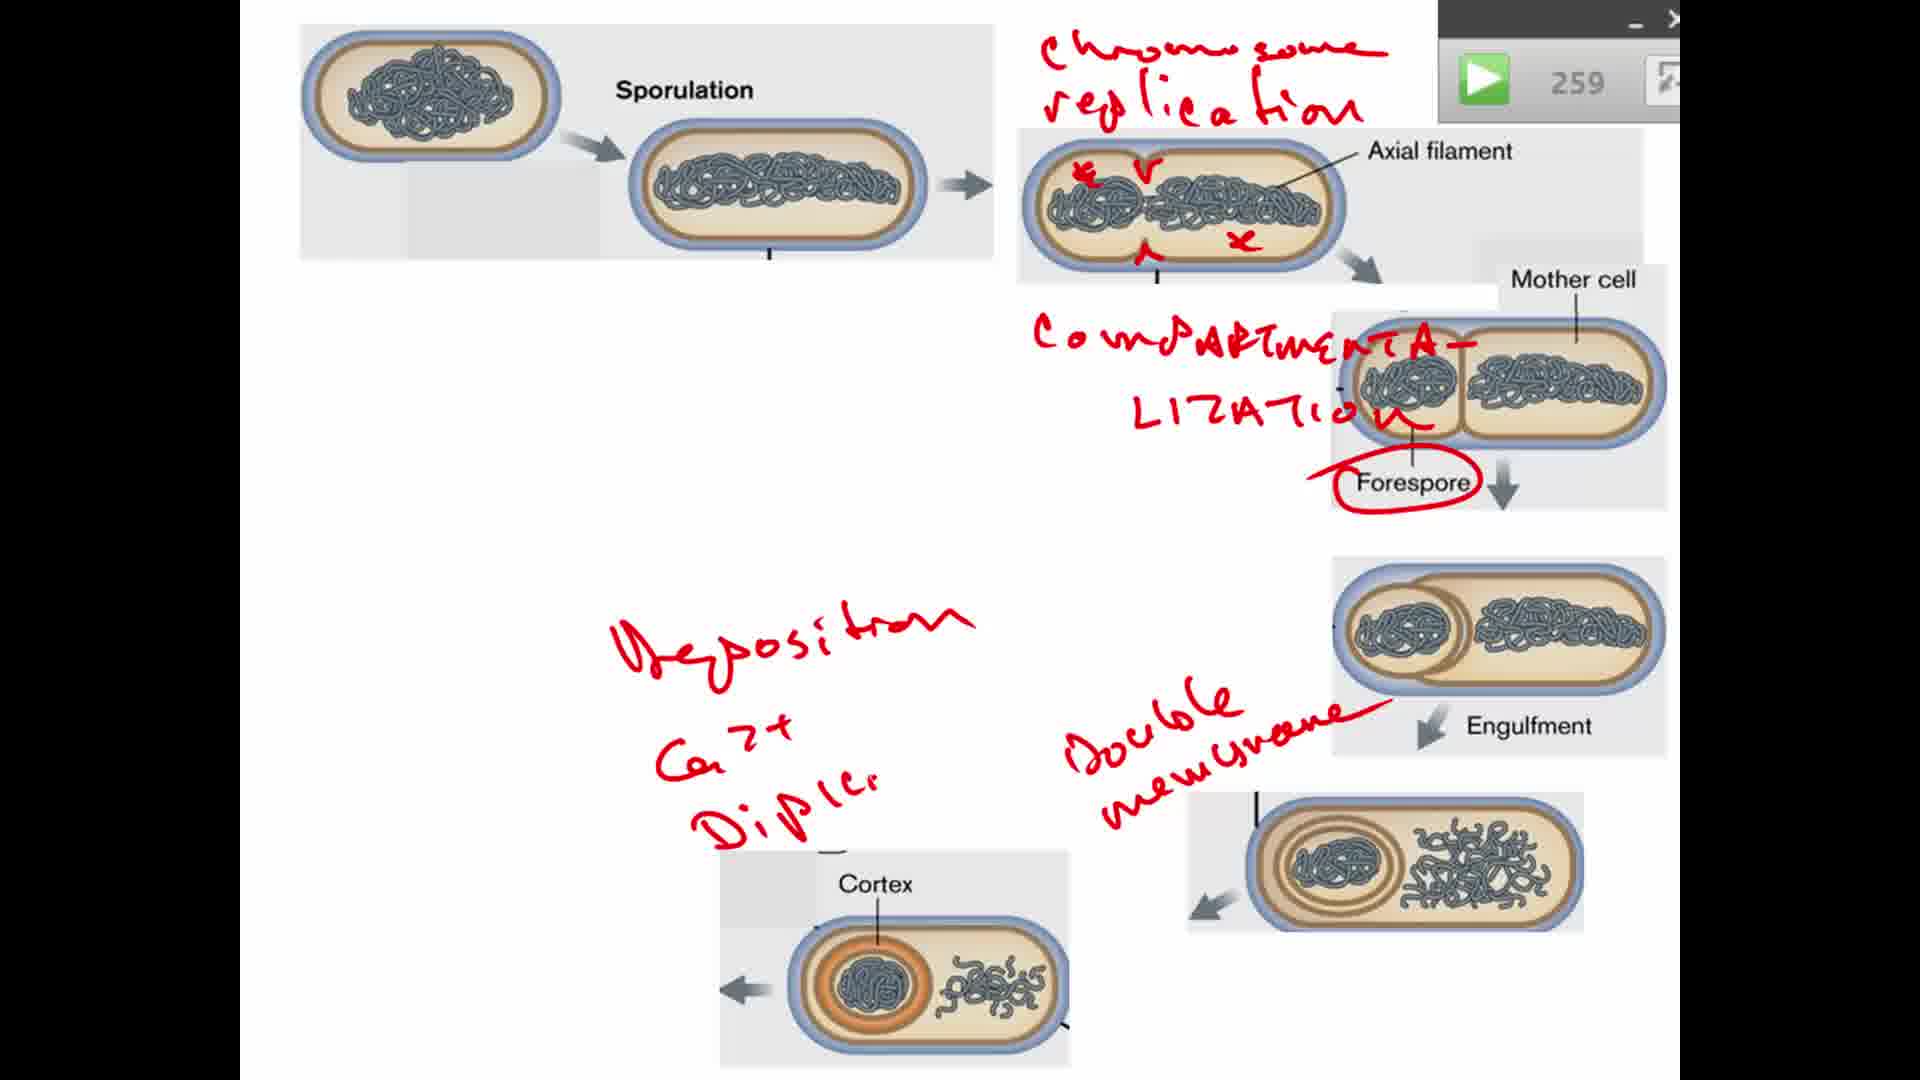 Sporulation
chromosome
replication
259
Axial filament
Mother cell
COMPARTMENTA-
LIZATION
Forespore
Deposition
Ca2+
Dipic.
Double
membrane
Engulfment
Cortex